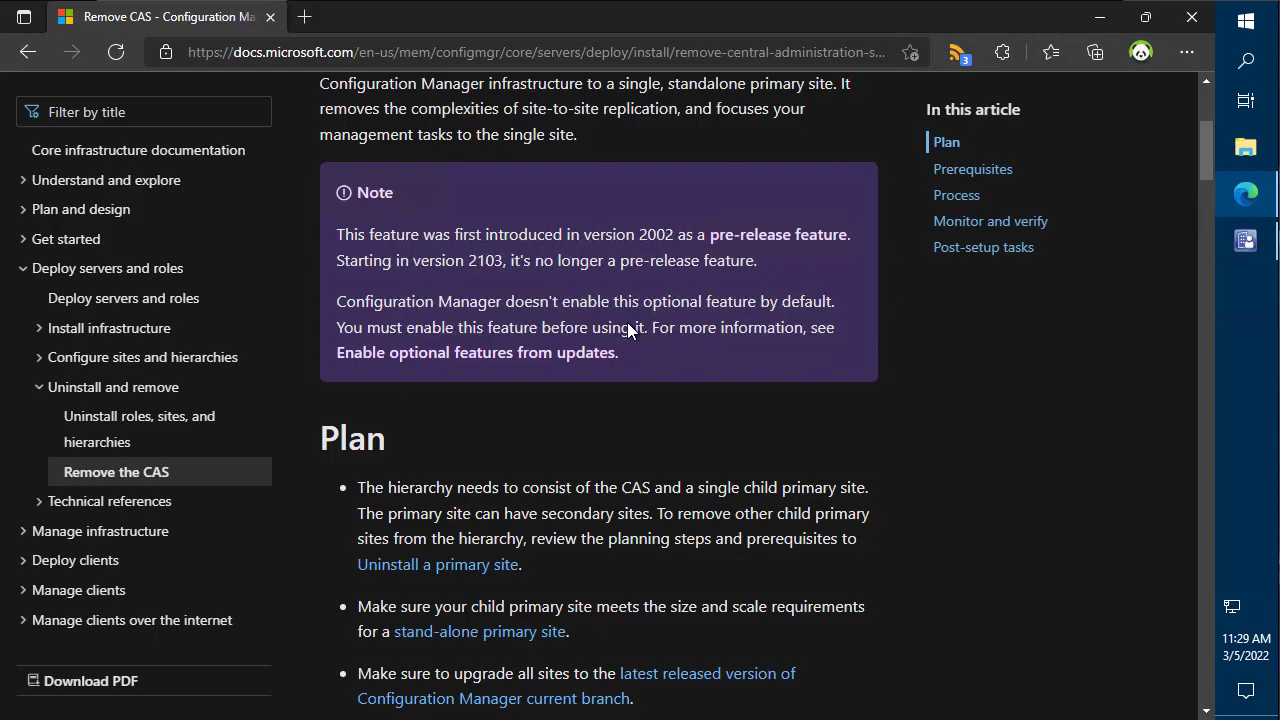 Remove CAS - Configuration Ma
https://docs.microsoft.com/en-us/mem/configmgr/core/servers/deploy/install/remove-central-administration-s...
3
Filter by title
Core infrastructure documentation
Understand and explore
Plan and design
Get started
Deploy servers and roles
Deploy servers and roles
Install infrastructure
Configure sites and hierarchies
Uninstall and remove
Uninstall roles, sites, and
hierarchies
Remove the CAS
Technical references
Manage infrastructure
Deploy clients
Manage clients
Manage clients over the internet
Download PDF
Configuration Manager infrastructure to a single, standalone primary site. It
removes the complexities of site-to-site replication, and focuses your
management tasks to the single site.
Note
This feature was first introduced in version 2002 as a pre-release feature.
Starting in version 2103, it's no longer a pre-release feature.
Configuration Manager doesn't enable this optional feature by default.
You must enable this feature before using it. For more information, see
Enable optional features from updates.
Plan
The hierarchy needs to consist of the CAS and a single child primary site.
The primary site can have secondary sites. To remove other child primary
sites from the hierarchy, review the planning steps and prerequisites to
Uninstall a primary site.
Make sure your child primary site meets the size and scale requirements
for a stand-alone primary site.
Make sure to upgrade all sites to the latest released version of
Configuration Manager current branch.
In this article
Plan
Prerequisites
Process
Monitor and verify
Post-setup tasks
11:29 AM
3/5/2022